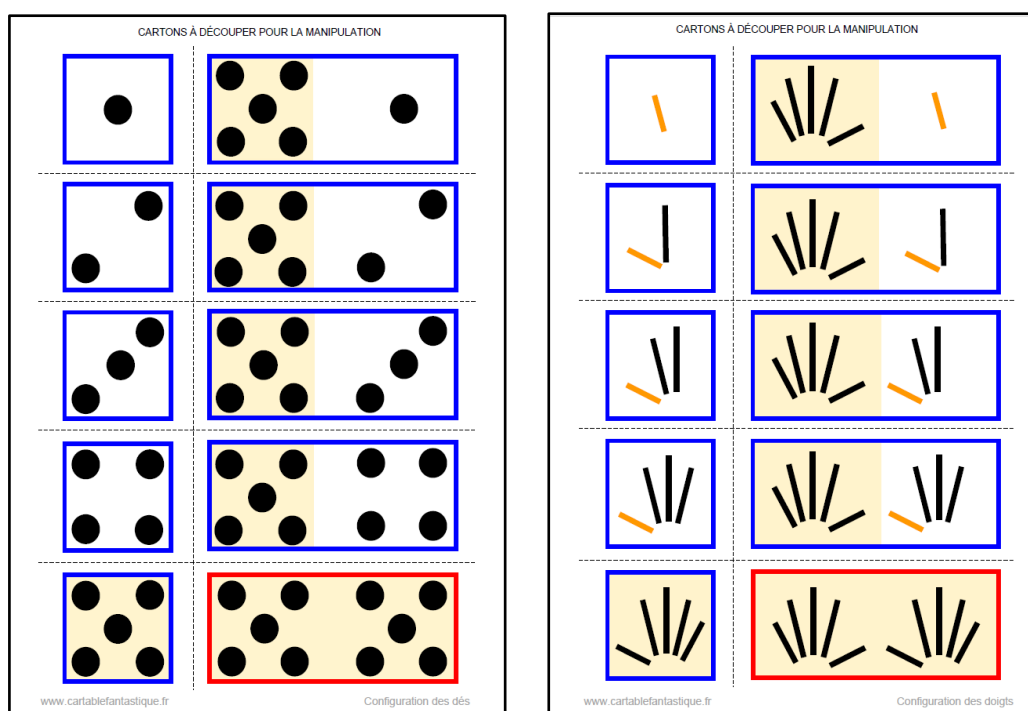 CARTONS À DÉCOUPER POUR LA MANIPULATION
www.cartablefantastique.fr
Configuration des dés
CARTONS À DÉCOUPER POUR LA MANIPULATION
www.cartablefantastique.fr
Configuration des doigts